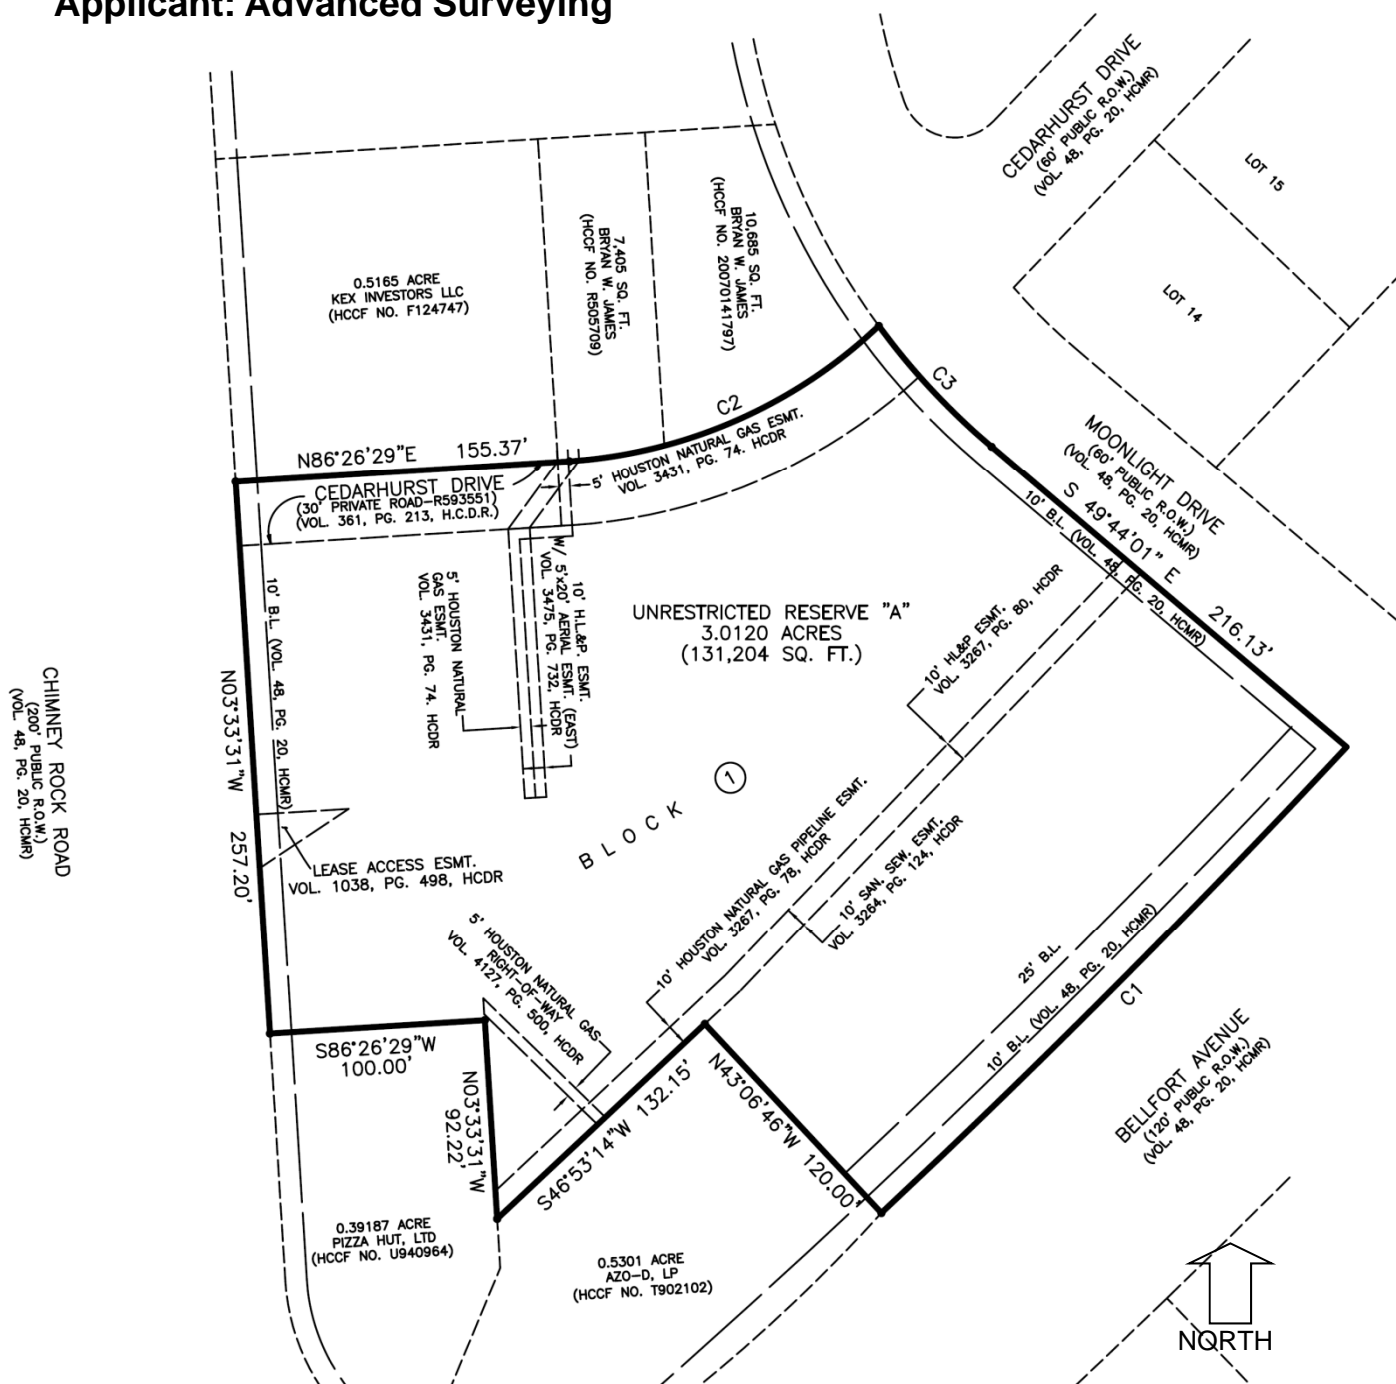 Applicant: Advanced Surveying
CEDARHURST DRIVE
(60' PUBLIC R.O.W.)
(VOL. 48, PG. 20, HCMR)
LOT 15
LOT 14
0.5165 ACRE
KEX INVESTORS LLC
(HCCF NO. F124747)
7,405 SQ. FT.
BRYAN W. JAMES
(HCCF NO. R505709)
10,685 SQ. FT.
BRYAN W. JAMES
(HCCF NO. 20070141797)
C3
C2
MOONLIGHT DRIVE
(60' PUBLIC R.O.W.)
(VOL. 48, PG. 20, HCMR)
S 49°44'01" E
216.13'
10' B.L. (VOL. 48, PG. 20, HCMR)
N86°26'29"E 155.37'
CEDARHURST DRIVE
(30' PRIVATE ROAD-R593551)
(VOL. 361, PG. 213, H.C.D.R.)
5' HOUSTON NATURAL GAS ESMT.
VOL. 3431, PG. 74. HCDR
5' HOUSTON NATURAL
GAS ESMT.
VOL. 3431, PG. 74. HCDR
10' H.L.&P. ESMT.
W/ 5'x20' AERIAL ESMT. (EAST)
VOL. 3475, PG. 732, HCDR
UNRESTRICTED RESERVE "A"
3.0120 ACRES
(131,204 SQ. FT.)
10' HL&P ESMT.
VOL. 3267, PG. 80, HCDR
CHIMNEY ROCK ROAD
(200' PUBLIC R.O.W.)
(VOL. 48, PG. 20, HCMR)
N03°33'31"W 257.20'
10' B.L. (VOL. 48, PG. 20, HCMR)
LEASE ACCESS ESMT.
VOL. 1038, PG. 498, HCDR
BLOCK 1
10' HOUSTON NATURAL GAS PIPELINE ESMT.
VOL. 3267, PG. 78, HCDR
10' SAN. SEW. ESMT.
VOL. 3264, PG. 124, HCDR
5' HOUSTON NATURAL GAS
RIGHT-OF-WAY
VOL. 4127, PG. 500, HCDR
25' B.L.
10' B.L. (VOL. 48, PG. 20, HCMR)
C1
BELLFORT AVENUE
(120' PUBLIC R.O.W.)
(VOL. 48, PG. 20, HCMR)
S86°26'29"W
100.00'
N03°33'31"W
92.22'
S46°53'14"W 132.15'
N43°06'46"W 120.00'
0.39187 ACRE
PIZZA HUT, LTD
(HCCF NO. U940964)
0.5301 ACRE
AZO-D, LP
(HCCF NO. T902102)
NORTH